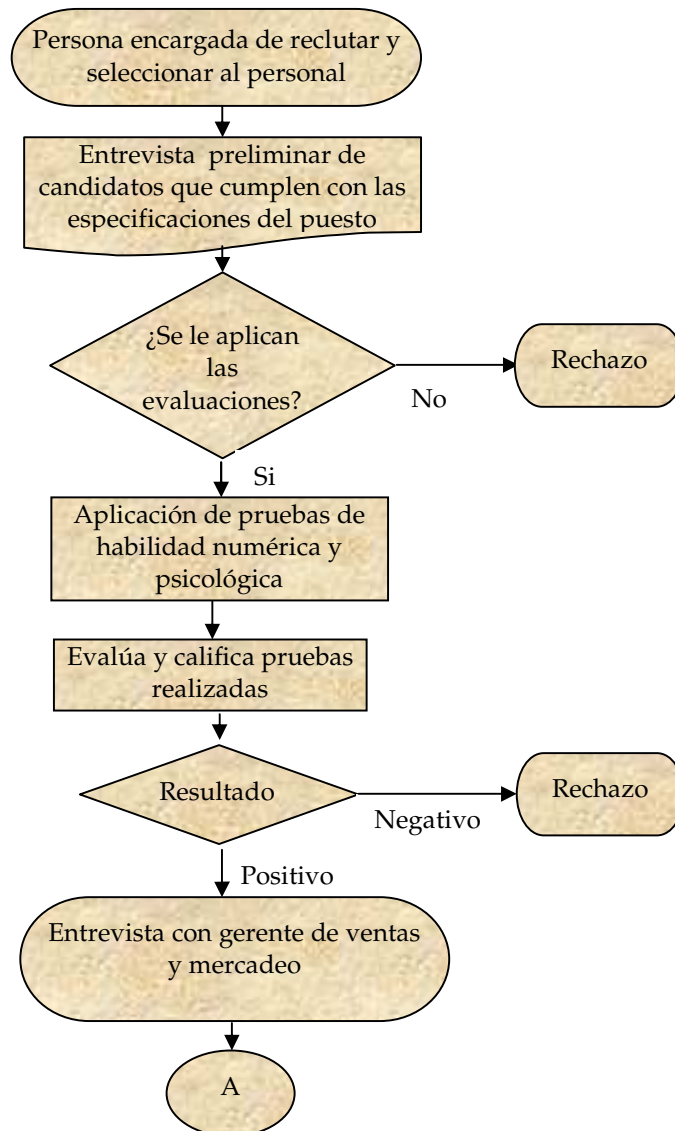 Persona encargada de reclutar y
seleccionar al personal
Entrevista preliminar de
candidatos que cumplen con las
especificaciones del puesto
¿Se le aplican
las
evaluaciones?
Rechazo
No
Si
Aplicación de pruebas de
habilidad numérica y
psicológica
Evalúa y califica pruebas
realizadas
Resultado
Rechazo
Negativo
Positivo
Entrevista con gerente de ventas
y mercadeo
A